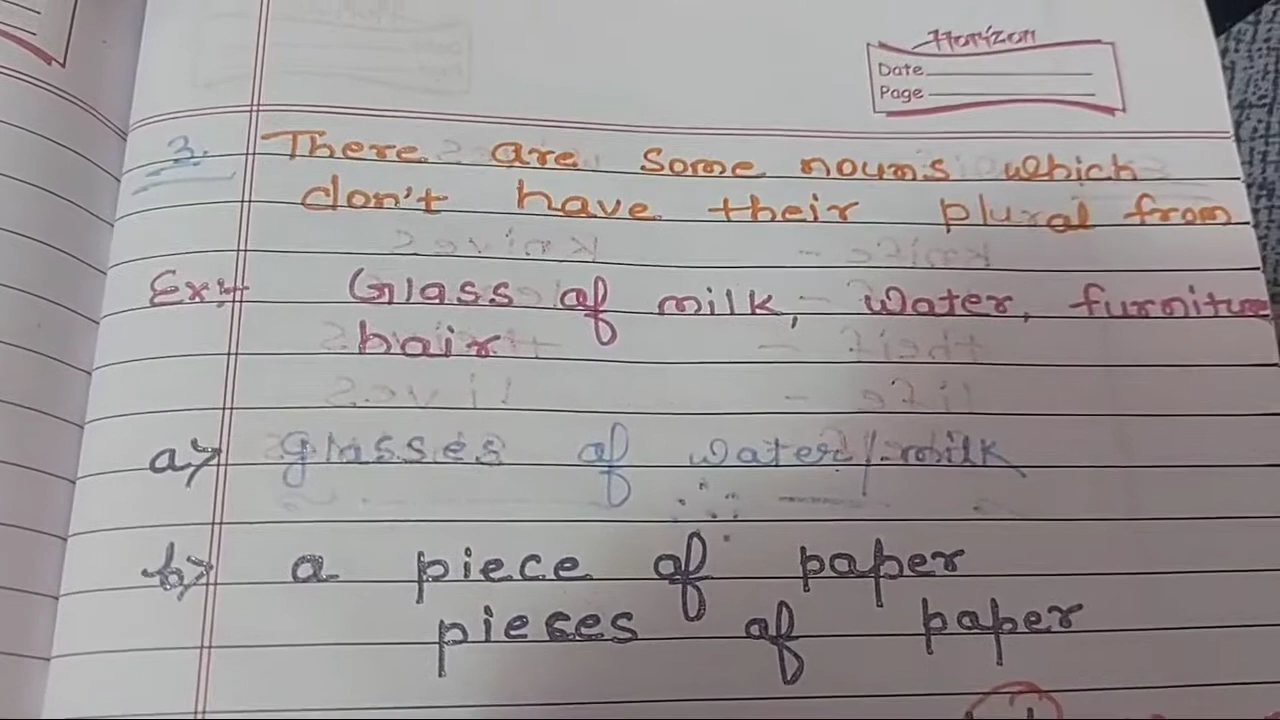 Horizon
Date
Page
3. There are some nouns which
don't have their plural from
Ex:- Glass of milk, water, furniture
hair
a) glasses of water/milk
b) a piece of paper
pieses of paper